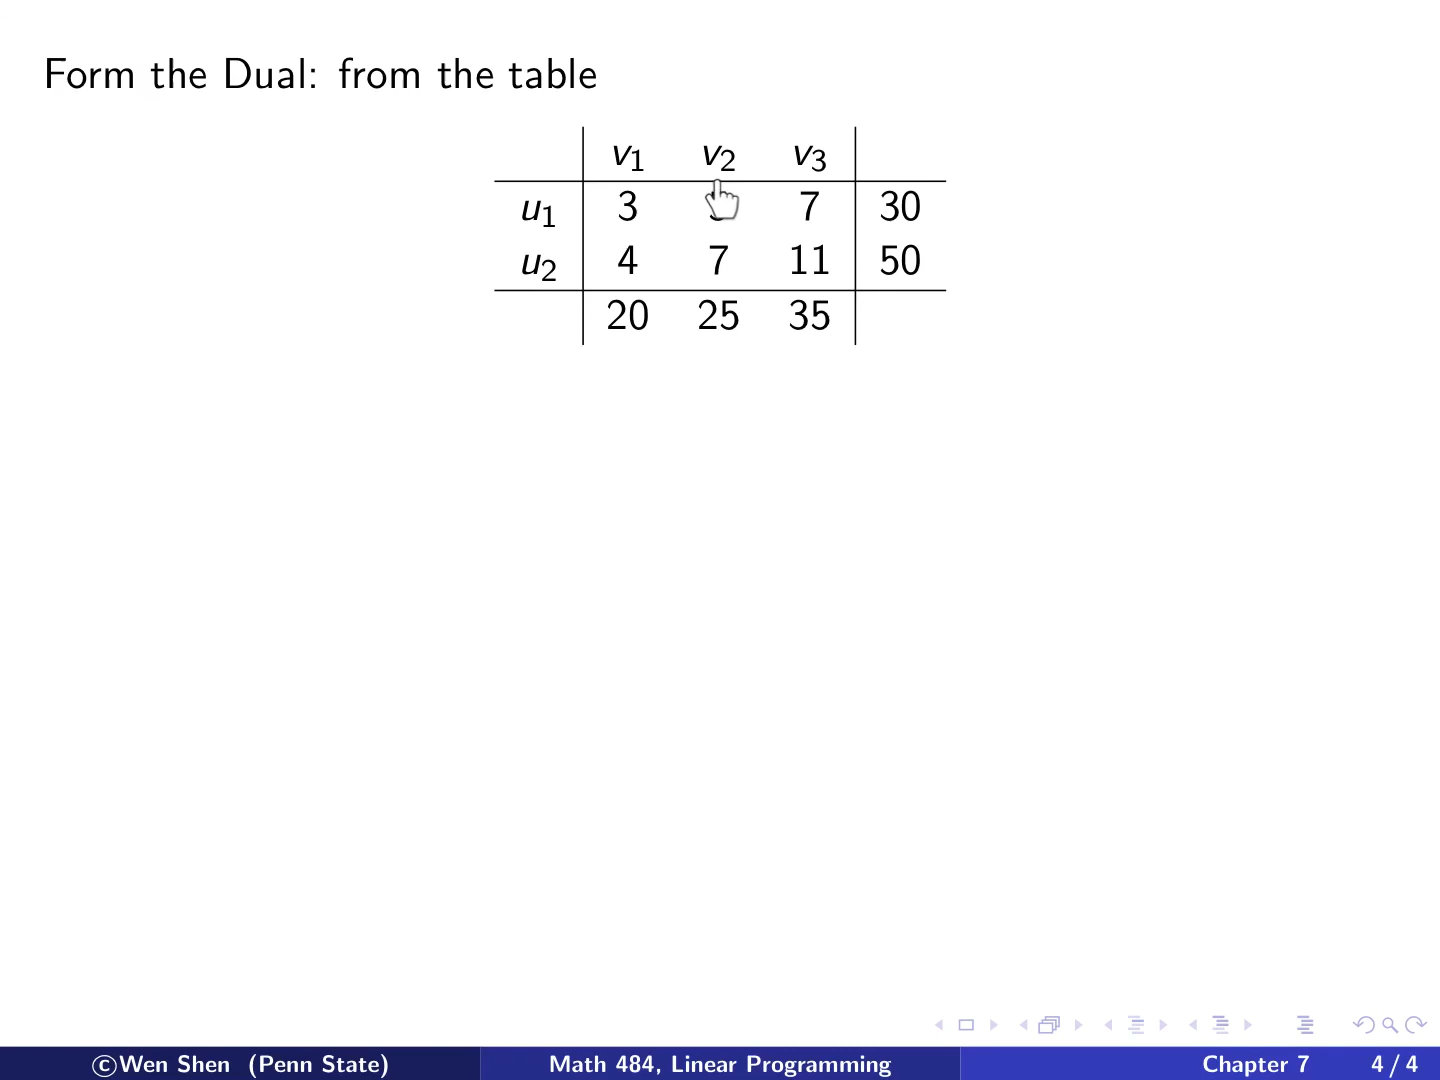 Form the Dual: from the table
v1 v2 v3
u1 3 7 30
u2 4 7 11 50
20 25 35
©Wen Shen (Penn State) Math 484, Linear Programming Chapter 7 4 / 4